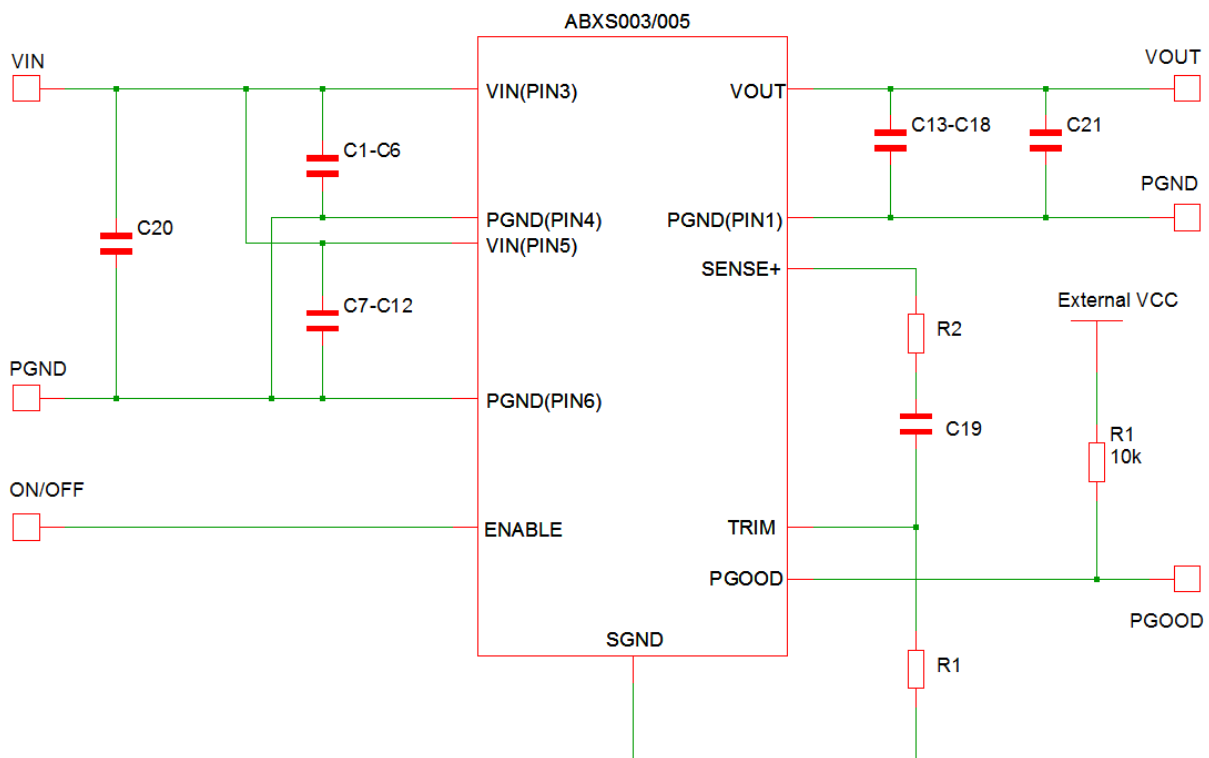 ABXS003/005
VIN
VOUT
VIN(PIN3)
VOUT
C13-C18
C21
C1-C6
PGND
C20
PGND(PIN4)
PGND(PIN1)
VIN(PIN5)
SENSE+
C7-C12
External VCC
R2
PGND
PGND(PIN6)
C19
R1
10k
ON/OFF
ENABLE
TRIM
PGOOD
PGOOD
SGND
R1